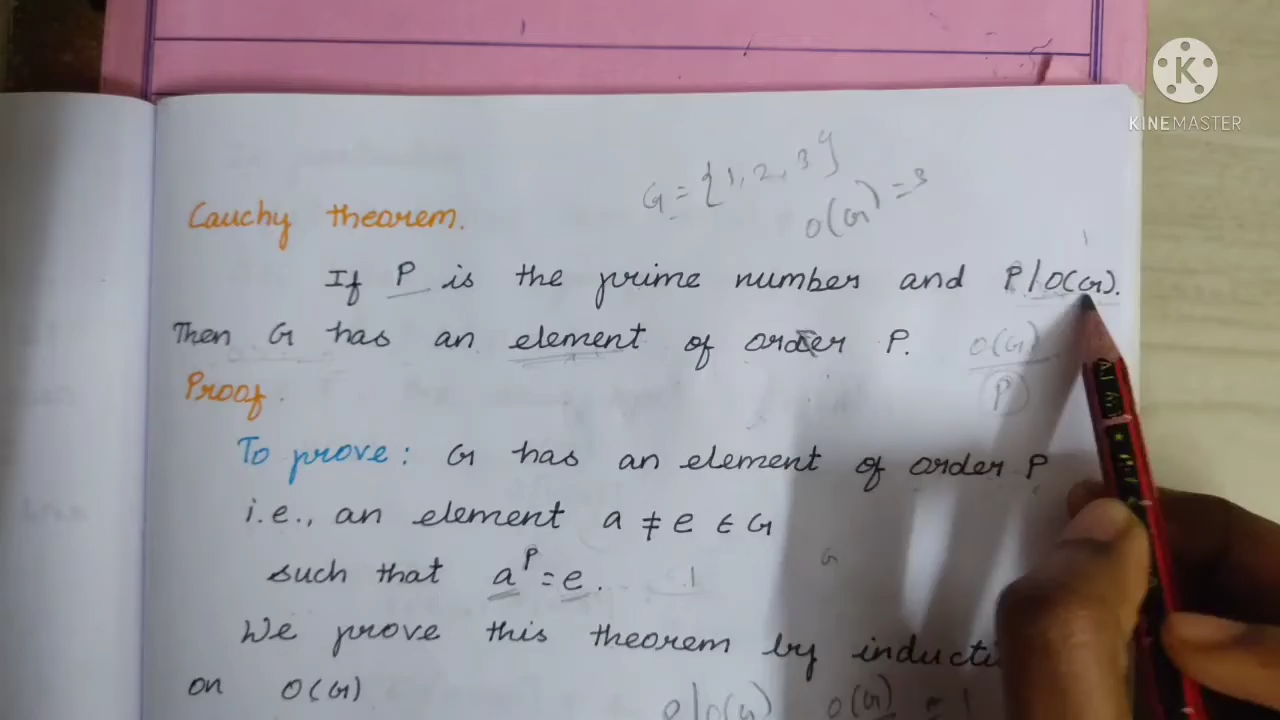 K
KINEMASTER
G = {1, 2, 3}
O(G) = 3
Cauchy theorem.
If P is the prime number and P/O(G).
Then G has an element of order P.
O(G)
P
Proof.
To prove: G has an element of order P
i.e., an element a ≠ e ∈ G
such that a^P = e.
G
We prove this theorem by inducti
on O(G)
O(G) = 1